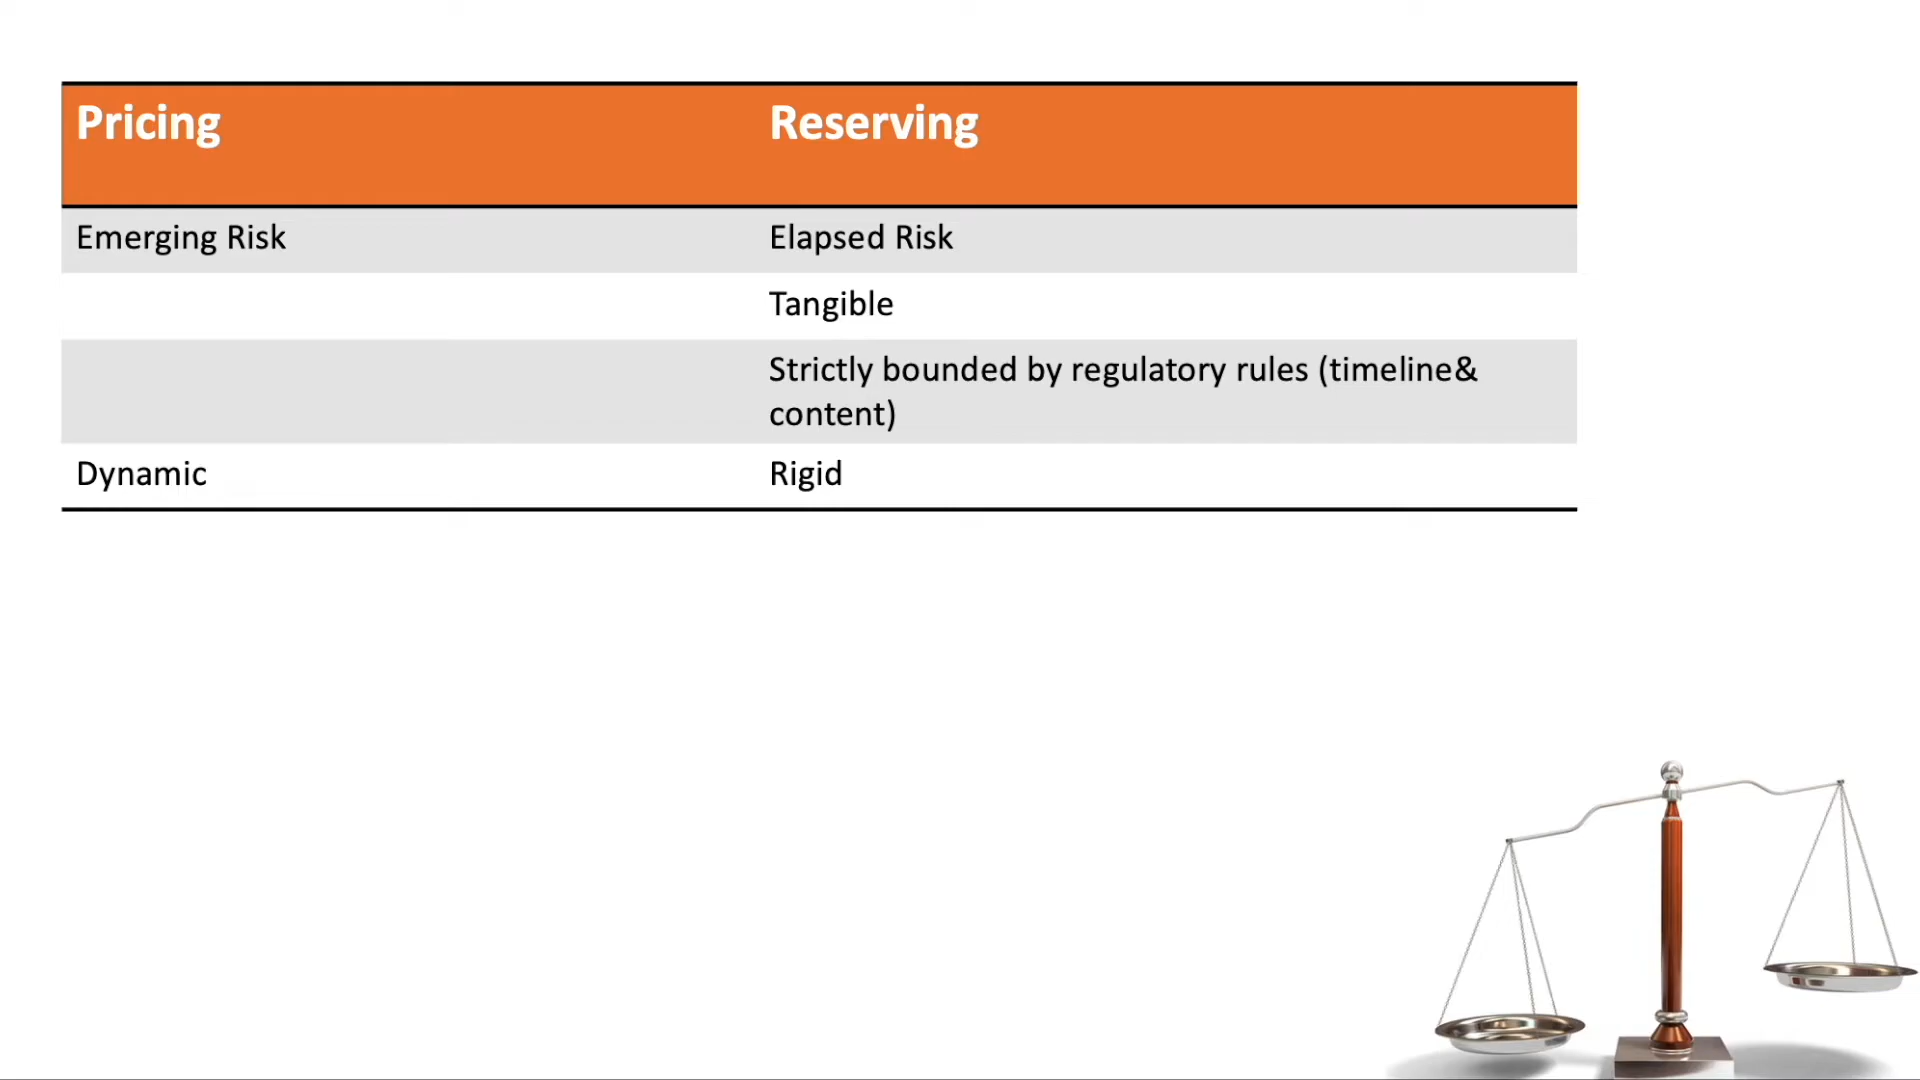 Pricing
Reserving
Emerging Risk
Elapsed Risk
Tangible
Strictly bounded by regulatory rules (timeline&
content)
Dynamic
Rigid